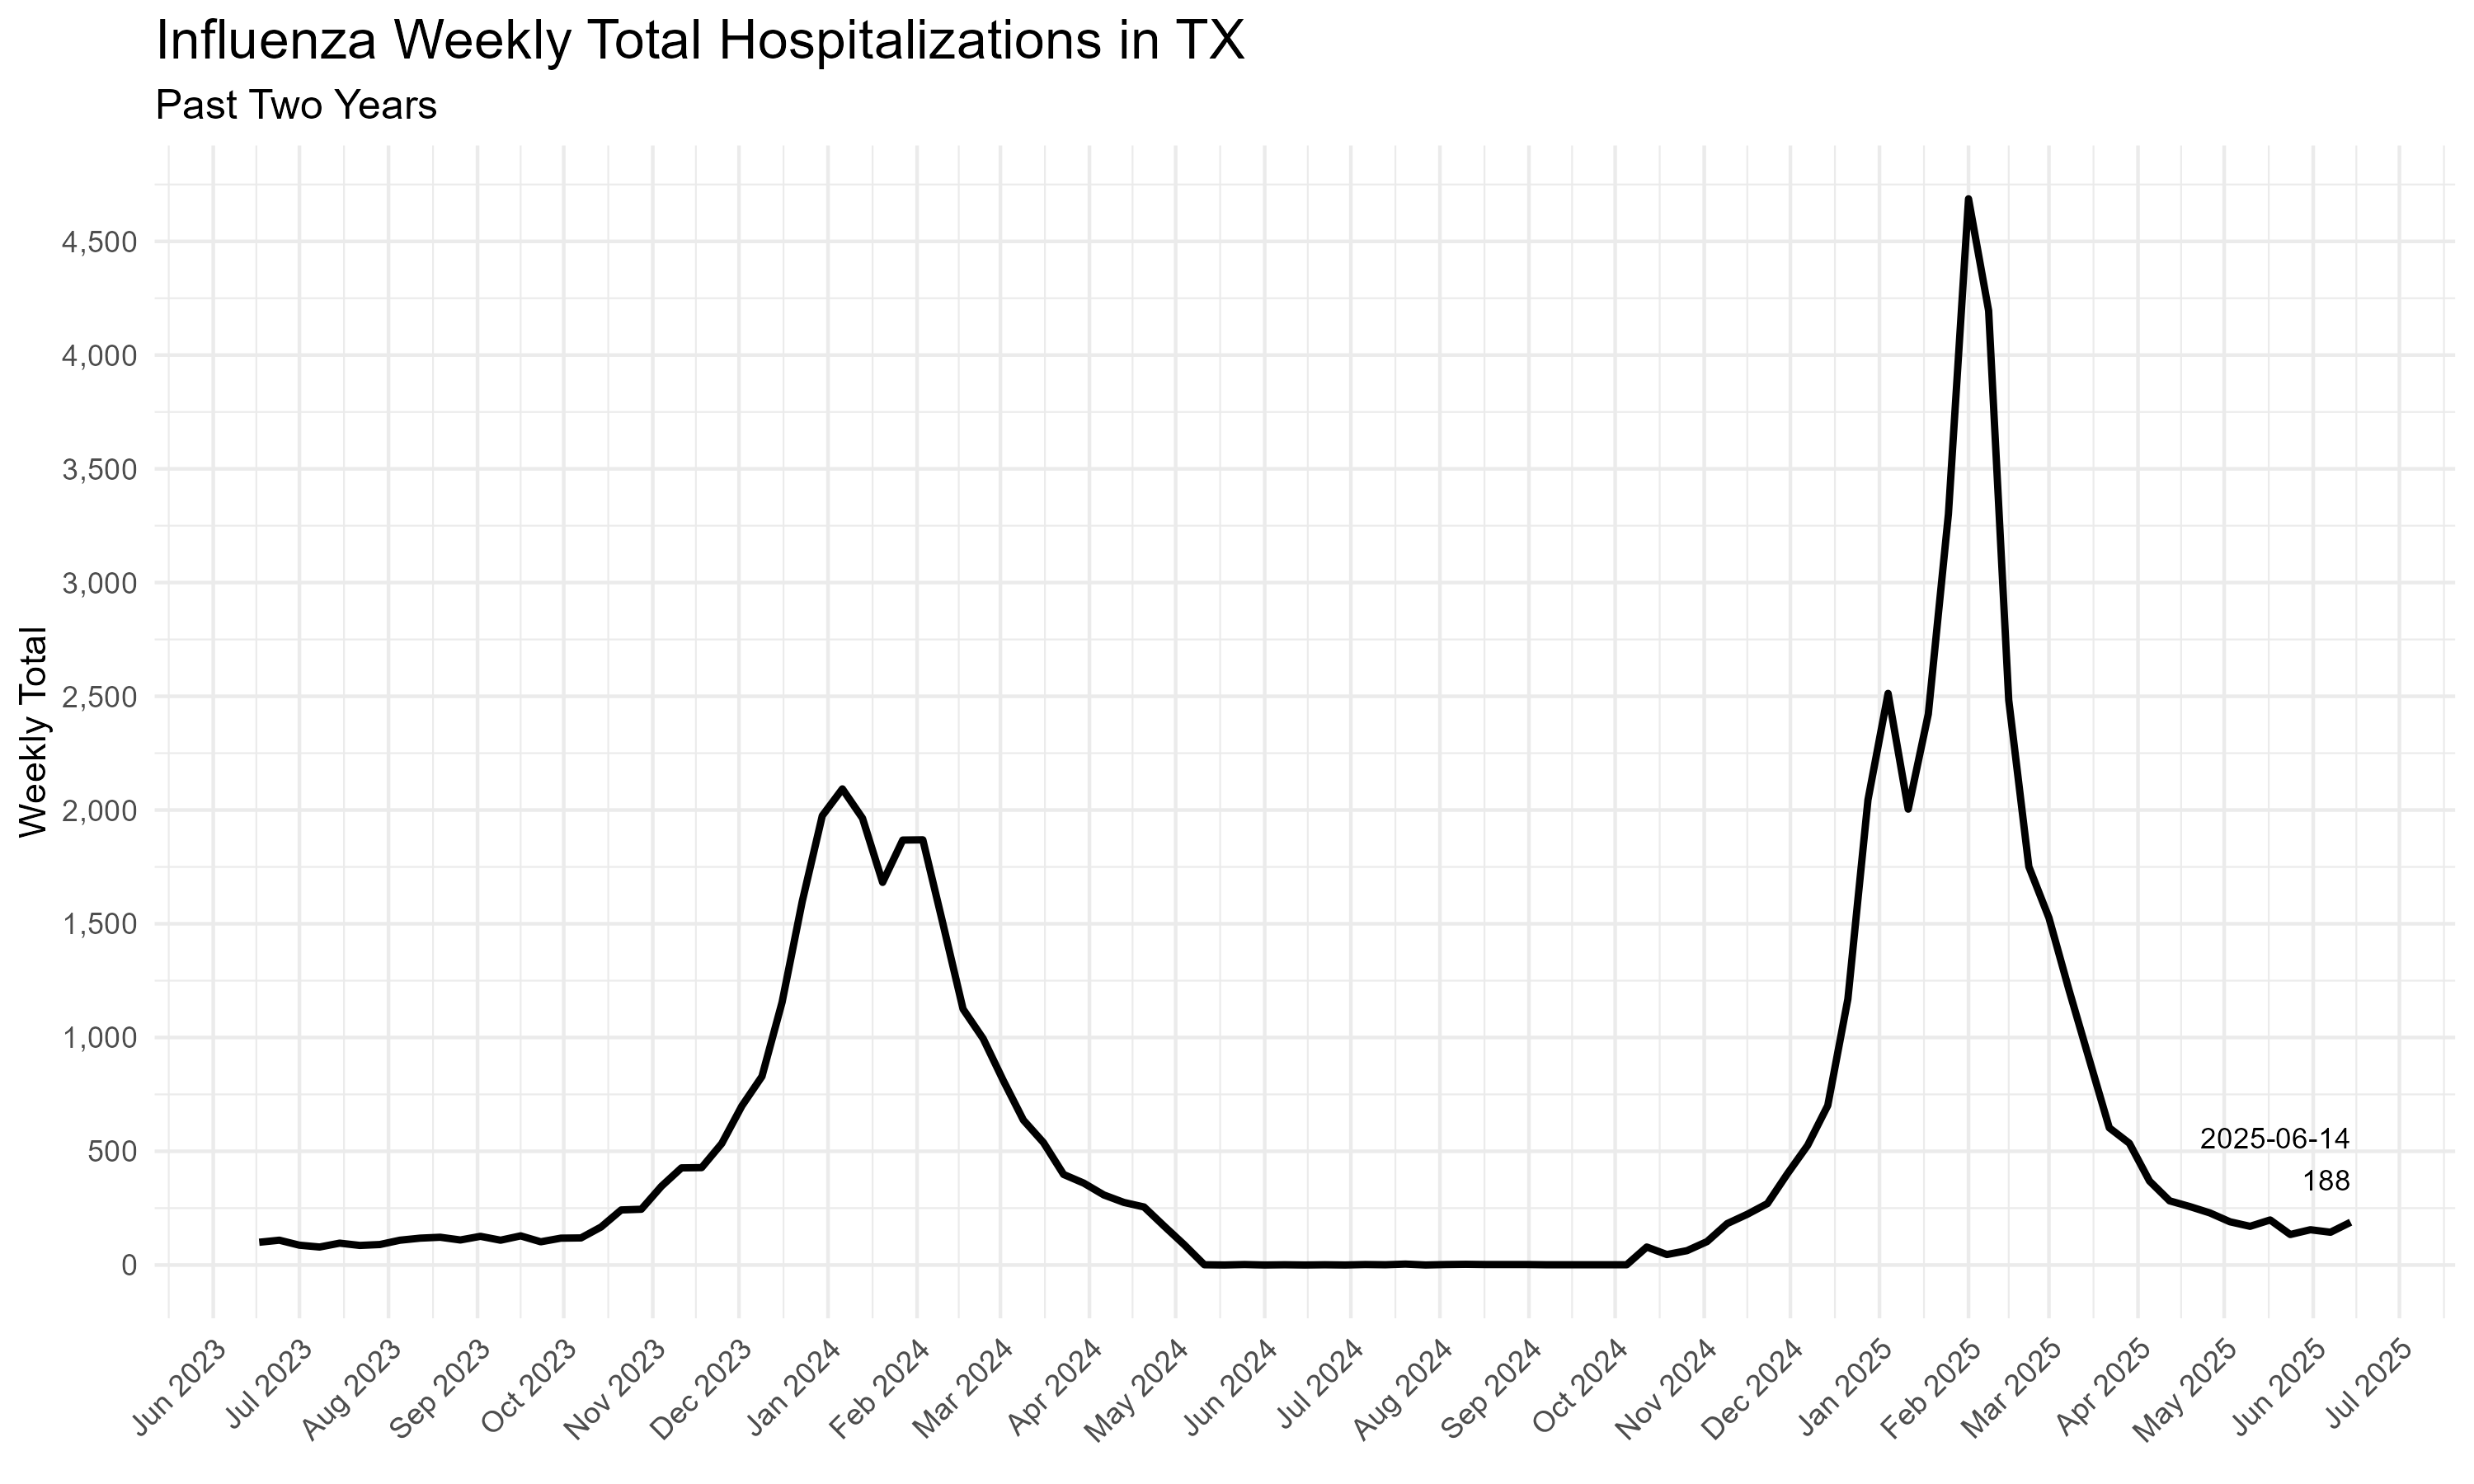 Influenza Weekly Total Hospitalizations in TX
Past Two Years
Weekly Total
4,500
4,000
3,500
3,000
2,500
2,000
1,500
1,000
500
0
2025-06-14
188
Jun 2023
Jul 2023
Aug 2023
Sep 2023
Oct 2023
Nov 2023
Dec 2023
Jan 2024
Feb 2024
Mar 2024
Apr 2024
May 2024
Jun 2024
Jul 2024
Aug 2024
Sep 2024
Oct 2024
Nov 2024
Dec 2024
Jan 2025
Feb 2025
Mar 2025
Apr 2025
May 2025
Jun 2025
Jul 2025